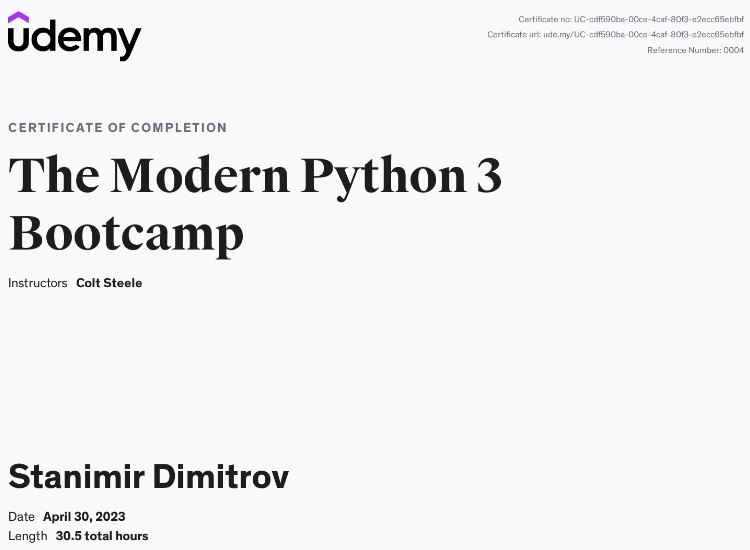 udemy
Certificate no: UC-cdf590ba-00ce-4caf-80f3-e2ecc65ebfbf
Certificate url: ude.my/UC-cdf590ba-00ce-4caf-80f3-e2ecc65ebfbf
Reference Number: 0004
CERTIFICATE OF COMPLETION
The Modern Python 3
Bootcamp
Instructors Colt Steele
Stanimir Dimitrov
Date April 30, 2023
Length 30.5 total hours